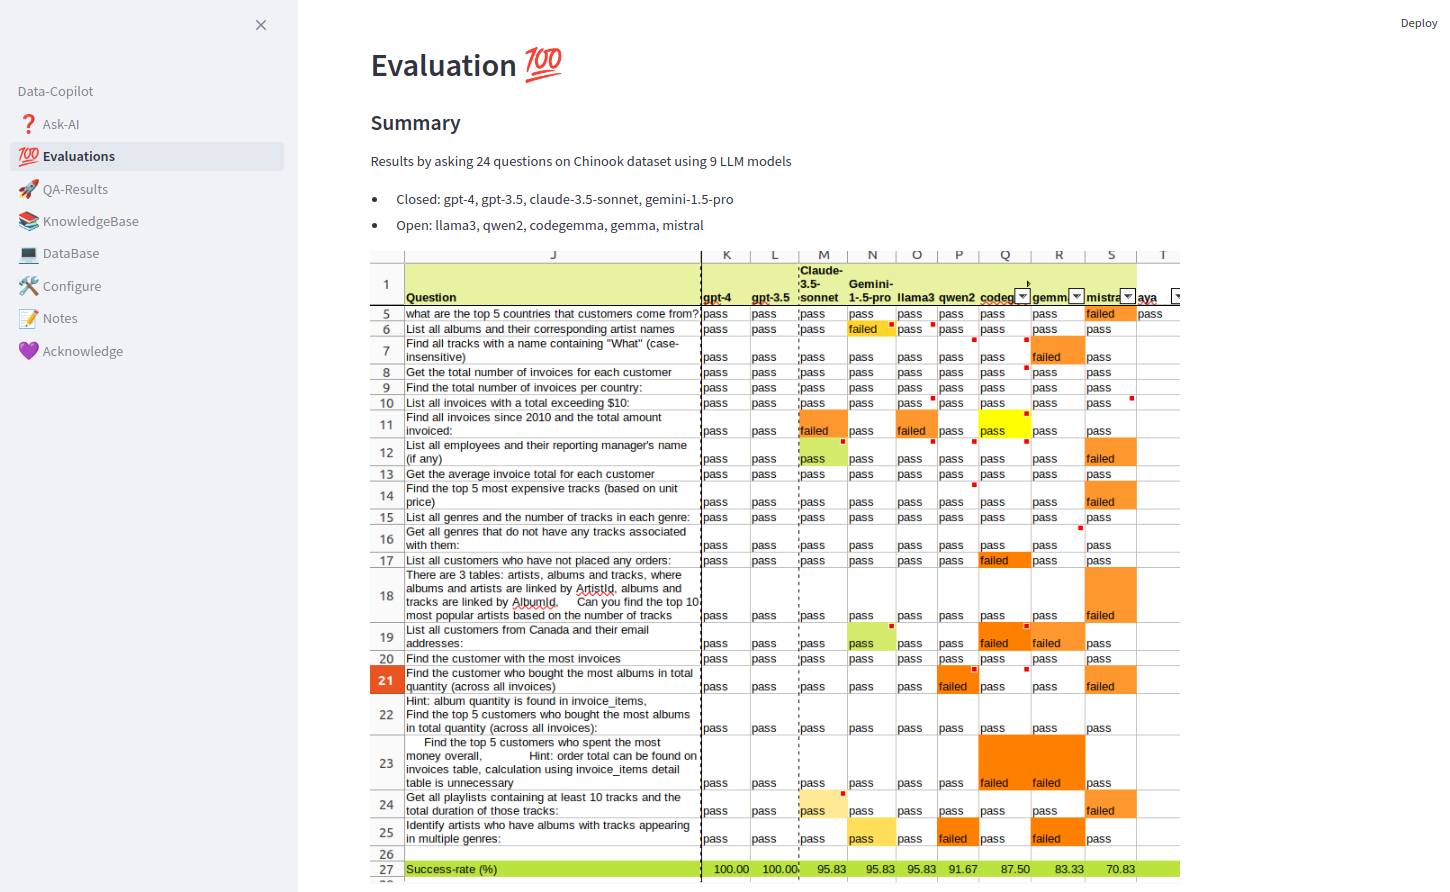 Deploy
Data-Copilot
❓ Ask-AI
💯 Evaluations
🚀 QA-Results
📚 KnowledgeBase
💻 DataBase
🛠️ Configure
📝 Notes
💜 Acknowledge
Evaluation 💯
Summary
Results by asking 24 questions on Chinook dataset using 9 LLM models
• Closed: gpt-4, gpt-3.5, claude-3.5-sonnet, gemini-1.5-pro
• Open: llama3, qwen2, codegemma, gemma, mistral
J K L M N O P Q R S T
Claude-
3.5- Gemini-
1 Question gpt-4 gpt-3.5 sonnet 1-.5-pro llama3 qwen2 codeg gemm mistra aya
5 what are the top 5 countries that customers come from? pass pass pass pass pass pass pass pass failed pass
6 List all albums and their corresponding artist names pass pass pass failed pass pass pass pass pass
7 Find all tracks with a name containing "What" (case-
insensitive) pass pass pass pass pass pass pass failed pass
8 Get the total number of invoices for each customer pass pass pass pass pass pass pass pass pass
9 Find the total number of invoices per country: pass pass pass pass pass pass pass pass pass
10 List all invoices with a total exceeding $10: pass pass pass pass pass pass pass pass pass
11 Find all invoices since 2010 and the total amount
invoiced: pass pass failed pass failed pass pass pass pass
12 List all employees and their reporting manager's name
(if any) pass pass pass pass pass pass pass pass failed
13 Get the average invoice total for each customer pass pass pass pass pass pass pass pass pass
14 Find the top 5 most expensive tracks (based on unit
price) pass pass pass pass pass pass pass pass failed
15 List all genres and the number of tracks in each genre: pass pass pass pass pass pass pass pass pass
16 Get all genres that do not have any tracks associated
with them: pass pass pass pass pass pass pass pass pass
17 List all customers who have not placed any orders: pass pass pass pass pass pass failed pass pass
18 There are 3 tables: artists, albums and tracks, where
albums and artists are linked by ArtistId, albums and
tracks are linked by AlbumId, Can you find the top 10
most popular artists based on the number of tracks pass pass pass pass pass pass pass pass failed
19 List all customers from Canada and their email
addresses: pass pass pass pass pass pass failed failed pass
20 Find the customer with the most invoices pass pass pass pass pass pass pass pass pass
21 Find the customer who bought the most albums in total
quantity (across all invoices) pass pass pass pass pass failed pass pass failed
22 Hint: album quantity is found in invoice_items,
Find the top 5 customers who bought the most albums
in total quantity (across all invoices): pass pass pass pass pass pass pass pass pass
23 Find the top 5 customers who spent the most
money overall, Hint: order total can be found on
invoices table, calculation using invoice_items detail
table is unnecessary pass pass pass pass pass pass failed failed pass
24 Get all playlists containing at least 10 tracks and the
total duration of those tracks: pass pass pass pass pass pass pass pass failed
25 Identify artists who have albums with tracks appearing
in multiple genres: pass pass pass pass pass failed pass failed pass
26
27 Success-rate (%) 100.00 100.00 95.83 95.83 95.83 91.67 87.50 83.33 70.83